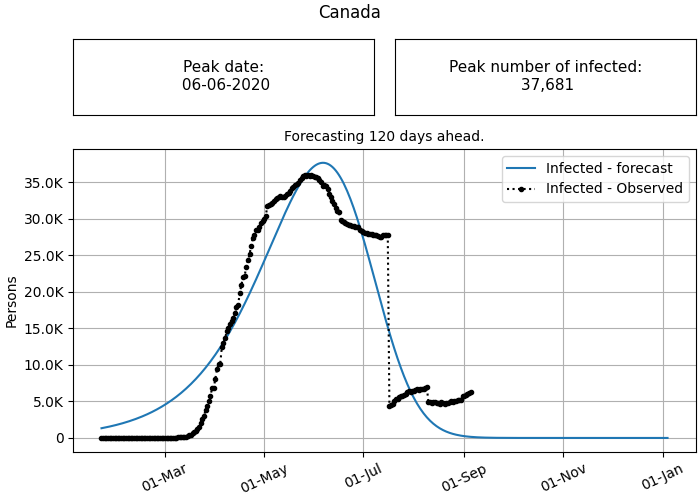 Canada
Peak date:
06-06-2020
Peak number of infected:
37,681
Forecasting 120 days ahead.
Infected - forecast
Infected - Observed
Persons
35.0K
30.0K
25.0K
20.0K
15.0K
10.0K
5.0K
0
01-Mar
01-May
01-Jul
01-Sep
01-Nov
01-Jan